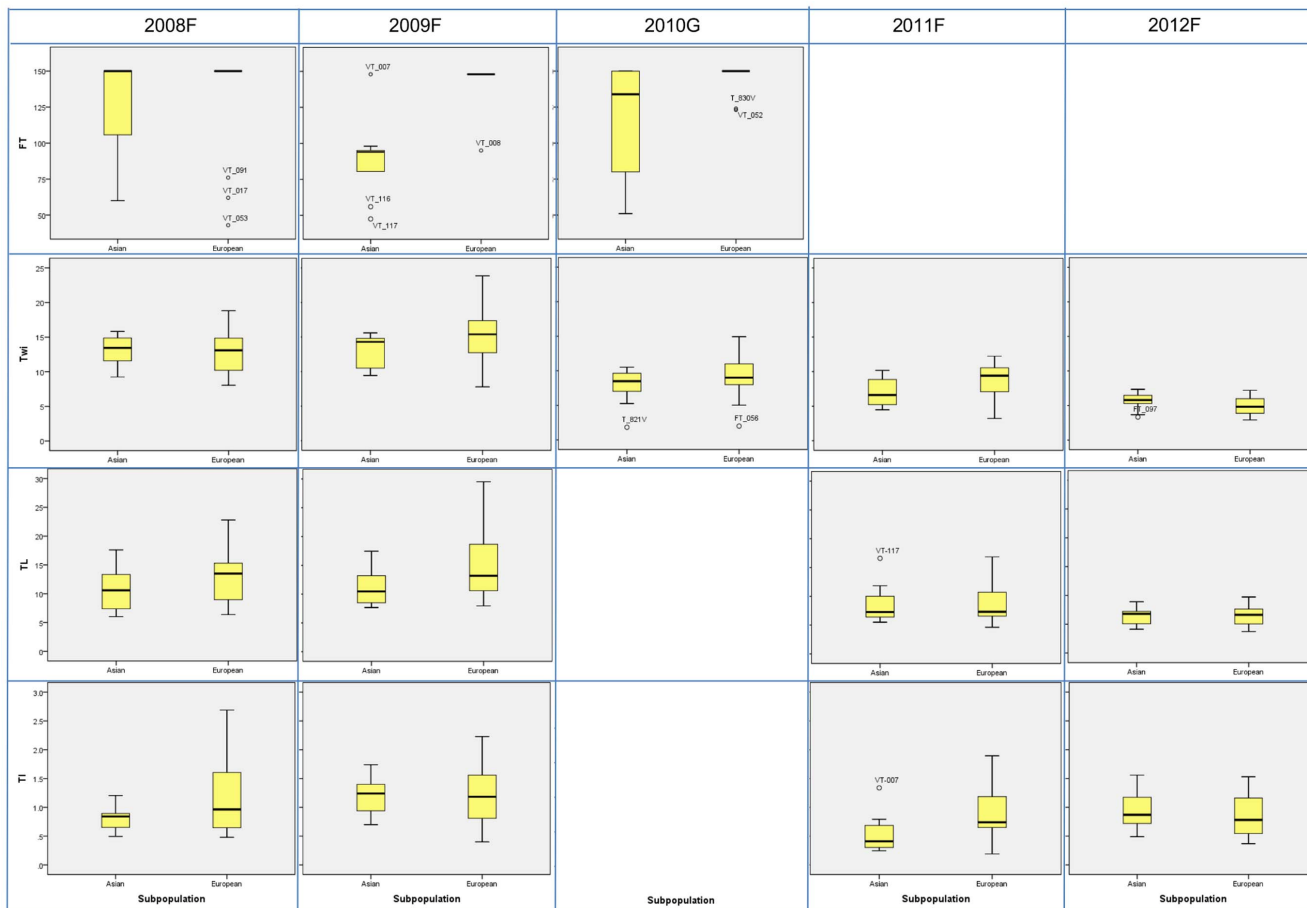 2008F 2009F 2010G 2011F 2012F
FT
150
125
100
75
50
VT_091
VT_017
VT_053
Asian European
VT_007
VT_008
VT_116
VT_117
Asian European
T_830V
VT_052
Asian European
Twi
25
20
15
10
5
0
Asian European
Asian European
T_821V
FT_056
Asian European
Asian European
FT_097
Asian European
TL
30
25
20
15
10
5
0
Asian European
Asian European
VT-117
Asian European
Asian European
TI
3.0
2.5
2.0
1.5
1.0
.5
.0
Asian European
Asian European
VT-007
Asian European
Asian European
Subpopulation Subpopulation Subpopulation Subpopulation Subpopulation